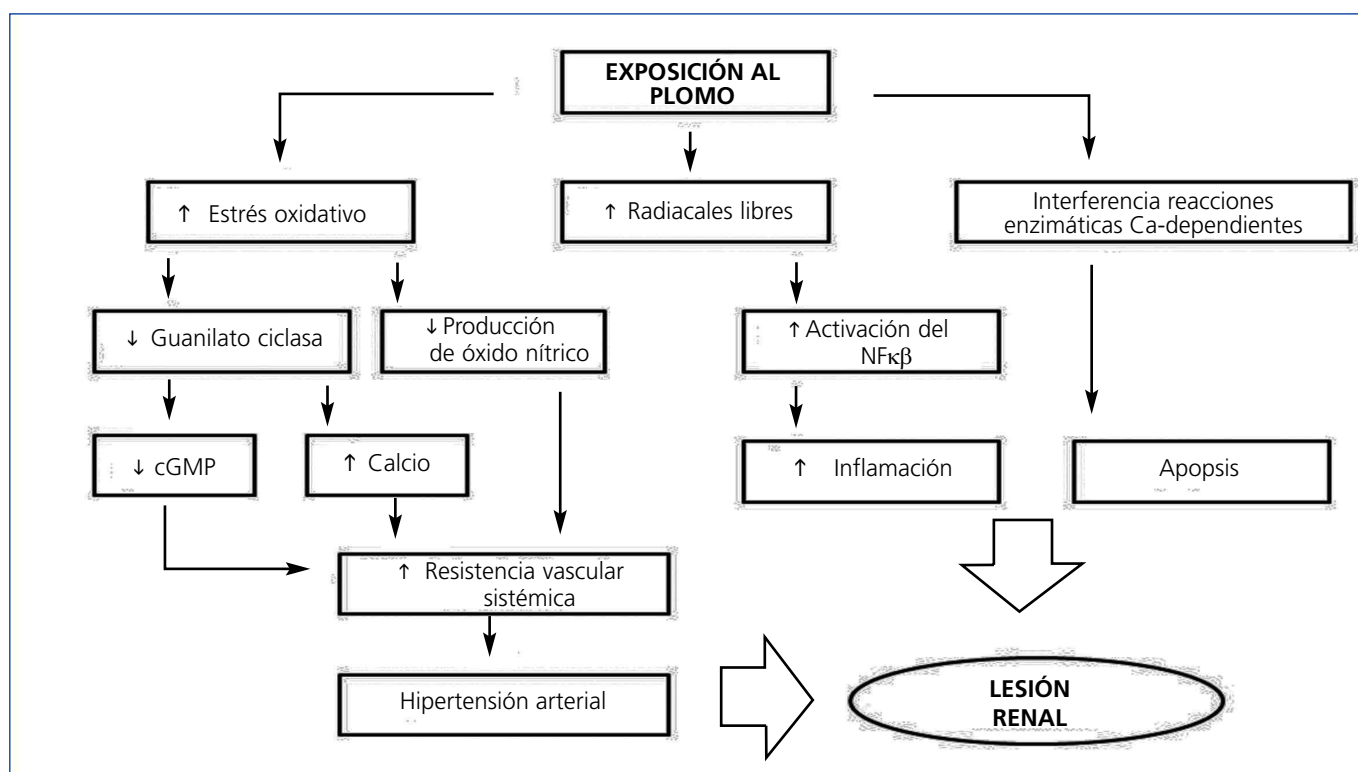 EXPOSICIÓN AL
PLOMO
↑ Estrés oxidativo
↑ Radiacales libres
Interferencia reacciones
enzimáticas Ca-dependientes
↓ Guanilato ciclasa
↓ Producción
de óxido nítrico
↑ Activación del
NFκβ
↓ cGMP
↑ Calcio
↑ Inflamación
Apopsis
↑ Resistencia vascular
sistémica
Hipertensión arterial
LESIÓN
RENAL